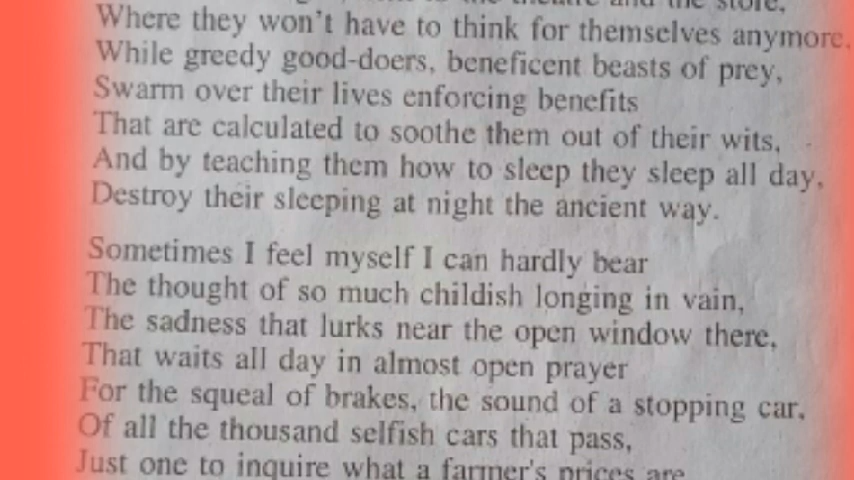 the theatre and the store,
Where they won't have to think for themselves anymore,
While greedy good-doers, beneficent beasts of prey,
Swarm over their lives enforcing benefits
That are calculated to soothe them out of their wits,
And by teaching them how to sleep they sleep all day,
Destroy their sleeping at night the ancient way.
Sometimes I feel myself I can hardly bear
The thought of so much childish longing in vain,
The sadness that lurks near the open window there,
That waits all day in almost open prayer
For the squeal of brakes, the sound of a stopping car,
Of all the thousand selfish cars that pass,
Just one to inquire what a farmer's prices are